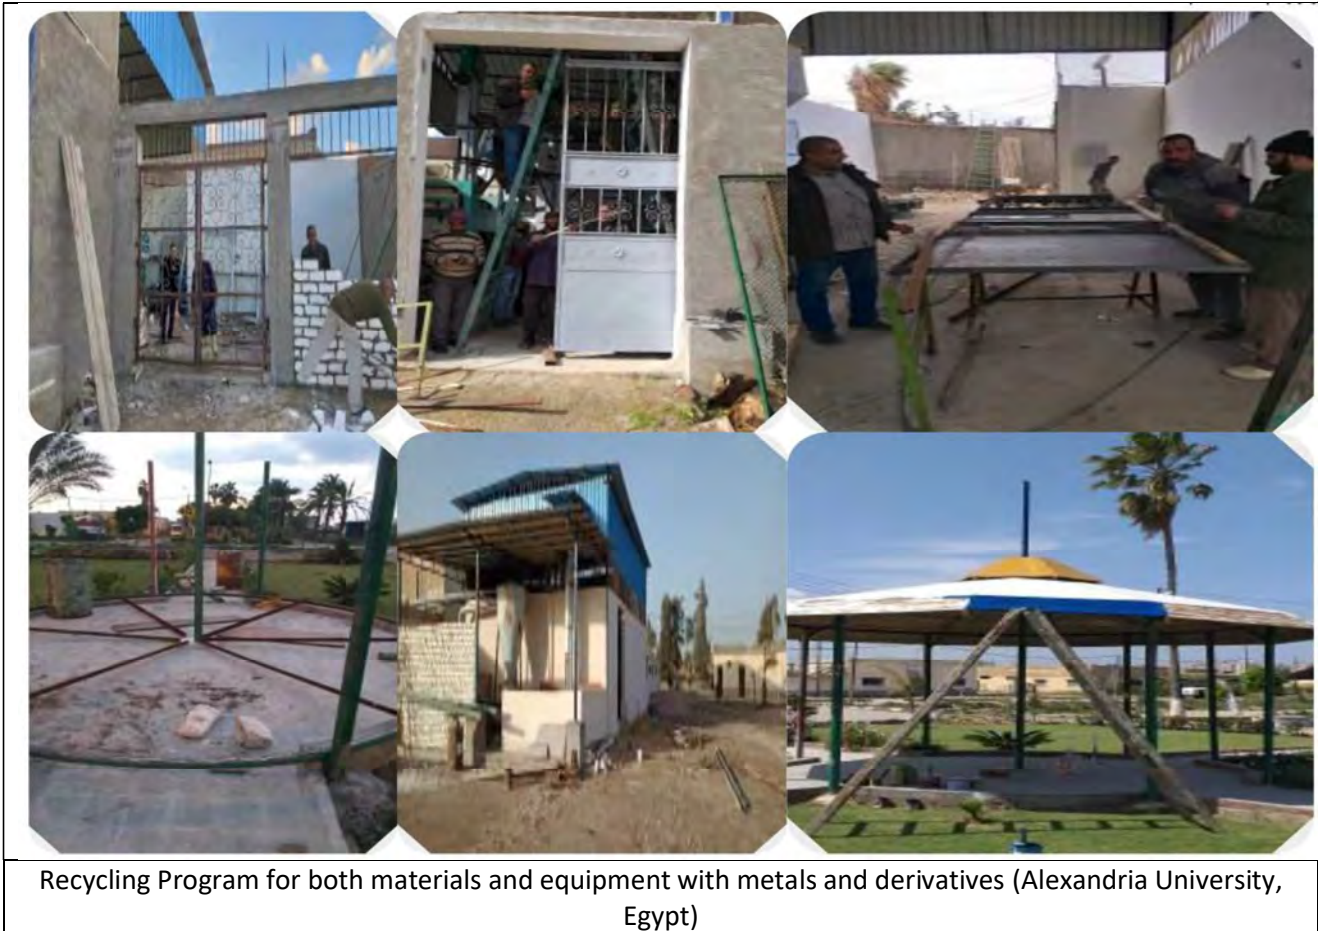 Recycling Program for both materials and equipment with metals and derivatives (Alexandria University,
Egypt)